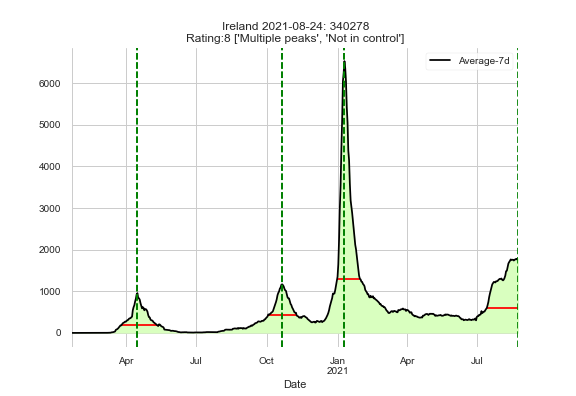 Ireland 2021-08-24: 340278
Rating:8 ['Multiple peaks', 'Not in control']
Average-7d
6000
5000
4000
3000
2000
1000
0
Apr Jul Oct Jan Apr Jul
2021
Date